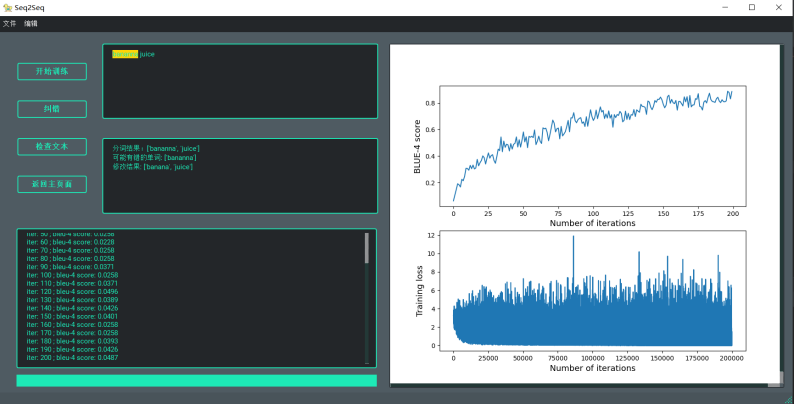 Seq2Seq
文件 编辑
开始训练
纠错
检查文本
返回主页面
juice
分词结果: ['bananna', 'juice']
可能有错的单词: ['bananna']
修改结果: ['banana', 'juice']
iter: 50 ; bleu-4 score: 0.0258
iter: 60 ; bleu-4 score: 0.0228
iter: 70 ; bleu-4 score: 0.0258
iter: 80 ; bleu-4 score: 0.0258
iter: 90 ; bleu-4 score: 0.0371
iter: 100 ; bleu-4 score: 0.0258
iter: 110 ; bleu-4 score: 0.0371
iter: 120 ; bleu-4 score: 0.0496
iter: 130 ; bleu-4 score: 0.0389
iter: 140 ; bleu-4 score: 0.0426
iter: 150 ; bleu-4 score: 0.0401
iter: 160 ; bleu-4 score: 0.0258
iter: 170 ; bleu-4 score: 0.0258
iter: 180 ; bleu-4 score: 0.0393
iter: 190 ; bleu-4 score: 0.0426
iter: 200 ; bleu-4 score: 0.0487
BLUE-4 score
0.8
0.6
0.4
0.2
0 25 50 75 100 125 150 175 200
Number of iterations
Training loss
12
10
8
6
4
2
0
0 25000 50000 75000 100000 125000 150000 175000 200000
Number of iterations